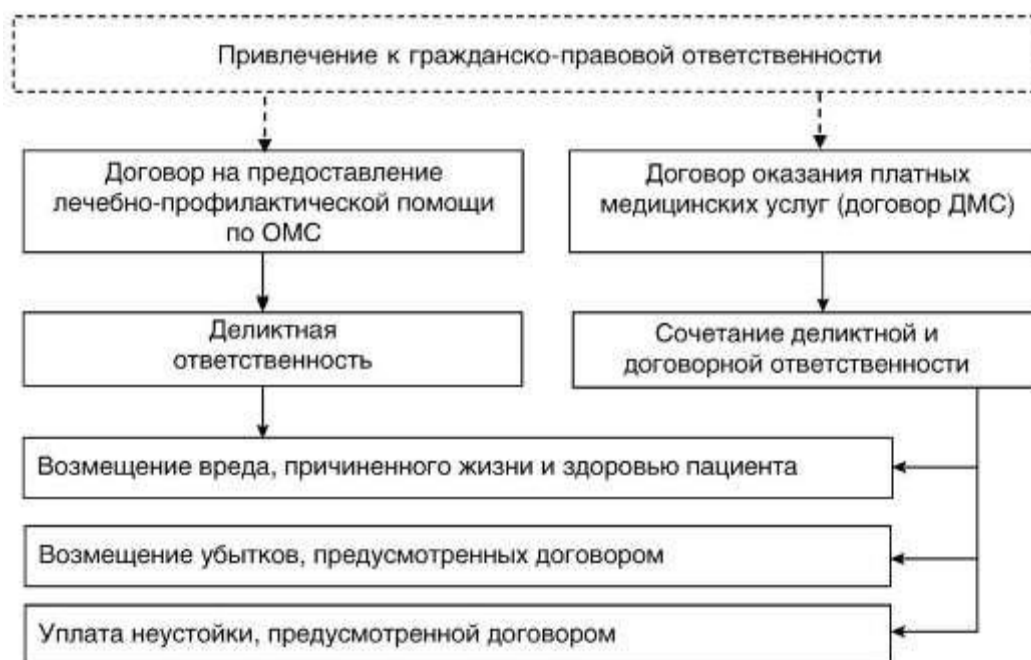 Привлечение к гражданско-правовой ответственности
Договор на предоставление
лечебно-профилактической помощи
по ОМС
Договор оказания платных
медицинских услуг (договор ДМС)
Деликтная
ответственность
Сочетание деликтной и
договорной ответственности
Возмещение вреда, причиненного жизни и здоровью пациента
Возмещение убытков, предусмотренных договором
Уплата неустойки, предусмотренной договором